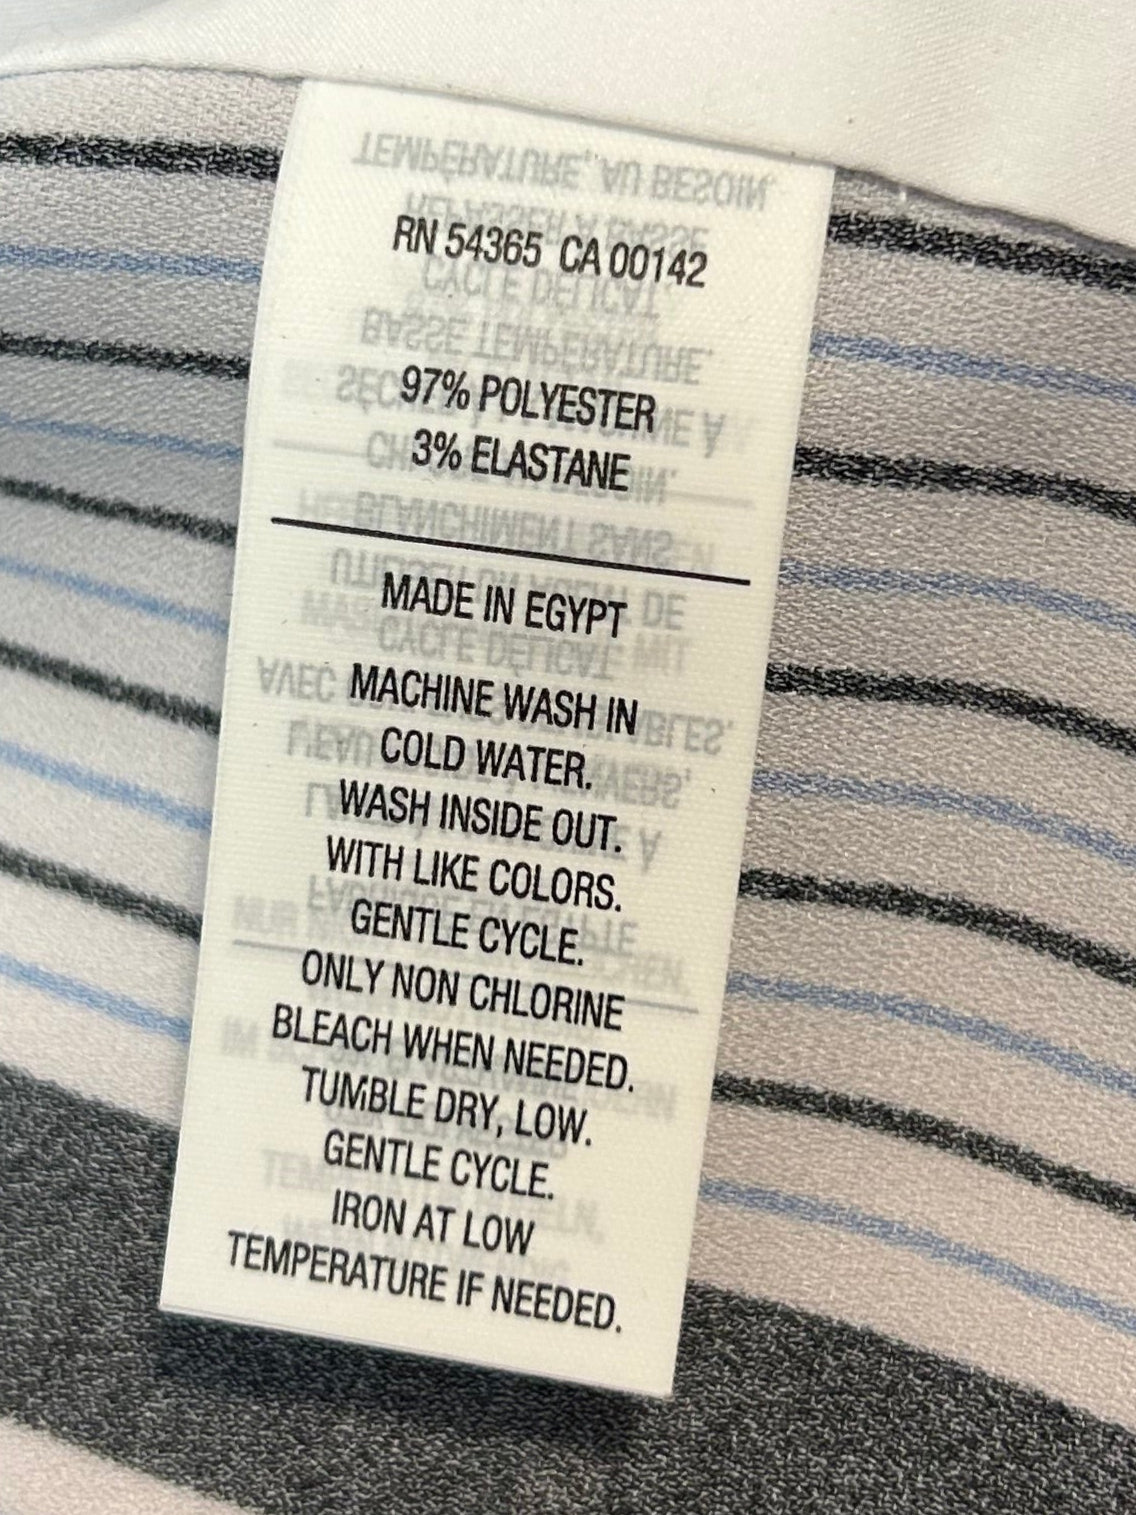 RN 54365 CA 00142
97% POLYESTER
3% ELASTANE
MADE IN EGYPT
MACHINE WASH IN
COLD WATER.
WASH INSIDE OUT.
WITH LIKE COLORS.
GENTLE CYCLE.
ONLY NON CHLORINE
BLEACH WHEN NEEDED.
TUMBLE DRY, LOW.
GENTLE CYCLE.
IRON AT LOW
TEMPERATURE IF NEEDED.